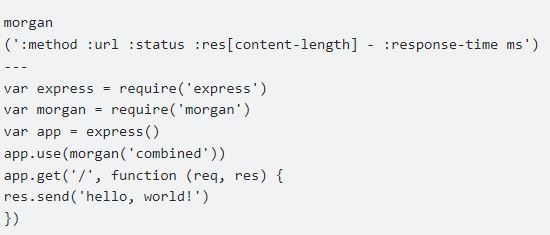 morgan
(':method :url :status :res[content-length] - :response-time ms')
---
var express = require('express')
var morgan = require('morgan')
var app = express()
app.use(morgan('combined'))
app.get('/', function (req, res) {
res.send('hello, world!')
})